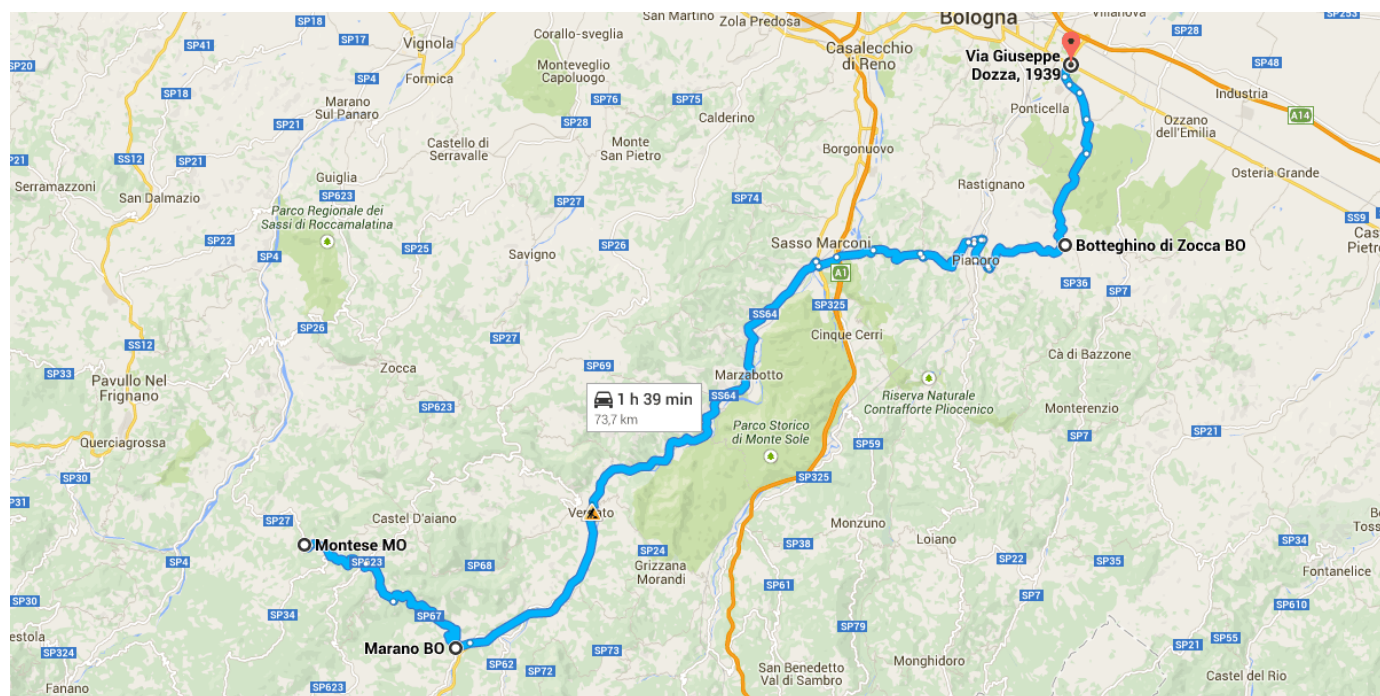 SP18
SP17
San Martino
Zola Predosa
Bologna
Villanova
SP253
SP41
Vignola
Corallo-sveglia
Casalecchio
di Reno
Via Giuseppe
Dozza, 1939
SP28
SP20
SP4
Formica
Monteveglio
Capoluogo
SP48
SP18
Marano
Sul Panaro
SP76
SP75
Ponticella
Industria
SP21
SP28
Calderino
A14
Ozzano
dell'Emilia
Castello di
Serravalle
Monte
San Pietro
Borgonuovo
SS12
SP21
Serramazzoni
Guiglia
Rastignano
Osteria Grande
San Dalmazio
SP623
SP74
Parco Regionale dei
Sassi di Roccamalatina
SP27
SS9
SP22
SP25
SP26
Sasso Marconi
Botteghino di Zocca BO
SP4
Savigno
Pianoro
A1
SP36
SP7
SP325
SS64
SP26
SP27
Cinque Cerri
SS12
Cà di Bazzone
SP33
Zocca
SP69
Marzabotto
Pavullo Nel
Frignano
1 h 39 min
73,7 km
SS64
Riserva Naturale
Contrafforte Pliocenico
SP623
Monterenzio
Parco Storico
di Monte Sole
Querciagrossa
SP59
SP7
SP21
SP30
SP325
SP31
Castel D'aiano
SP27
Monzuno
Montese MO
Loiano
SP38
SP34
SP24
SP4
SP623
SP68
Grizzana
Morandi
SP22
SP35
Fontanelice
SP61
SP7
SP30
SP34
SP67
SP610
SP79
Marano BO
SP324
SP62
SP72
SP73
SP21
SP55
San Benedetto
Val di Sambro
Monghidoro
Castel del Rio
Fanano
SP623